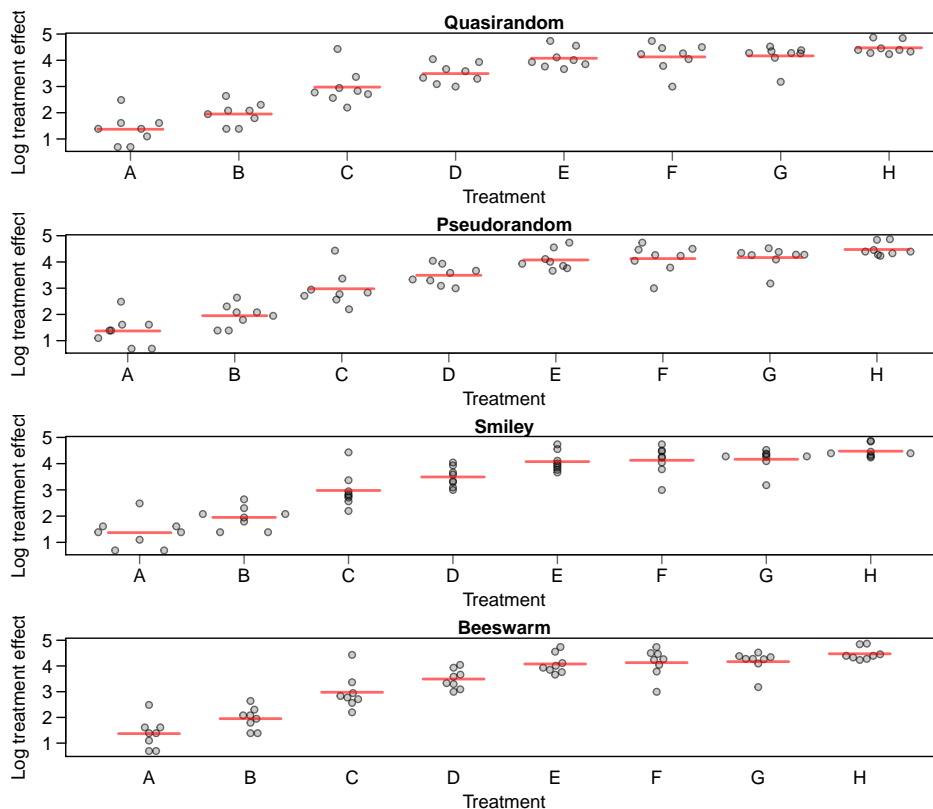 Quasirandom
Log treatment effect
5
4
3
2
1
A B C D E F G H
Treatment
Pseudorandom
Log treatment effect
5
4
3
2
1
A B C D E F G H
Treatment
Smiley
Log treatment effect
5
4
3
2
1
A B C D E F G H
Treatment
Beeswarm
Log treatment effect
5
4
3
2
1
A B C D E F G H
Treatment